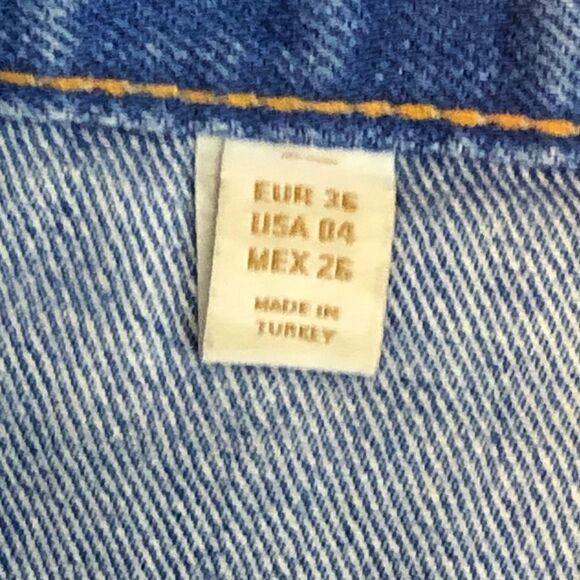 EUR 36
USA 04
MEX 26
MADE IN
TURKEY